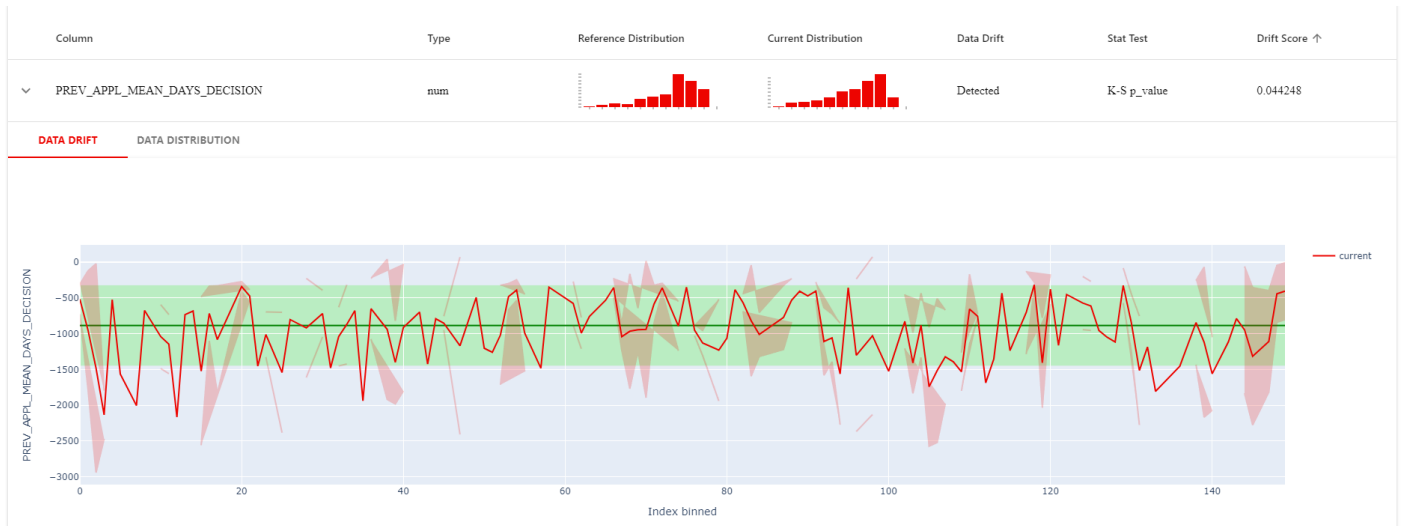 Column Type Reference Distribution Current Distribution Data Drift Stat Test Drift Score ↑
PREV_APPL_MEAN_DAYS_DECISION num Detected K-S p_value 0.044248
DATA DRIFT DATA DISTRIBUTION
current
PREV_APPL_MEAN_DAYS_DECISION
0
−500
−1000
−1500
−2000
−2500
−3000
0 20 40 60 80 100 120 140
Index binned